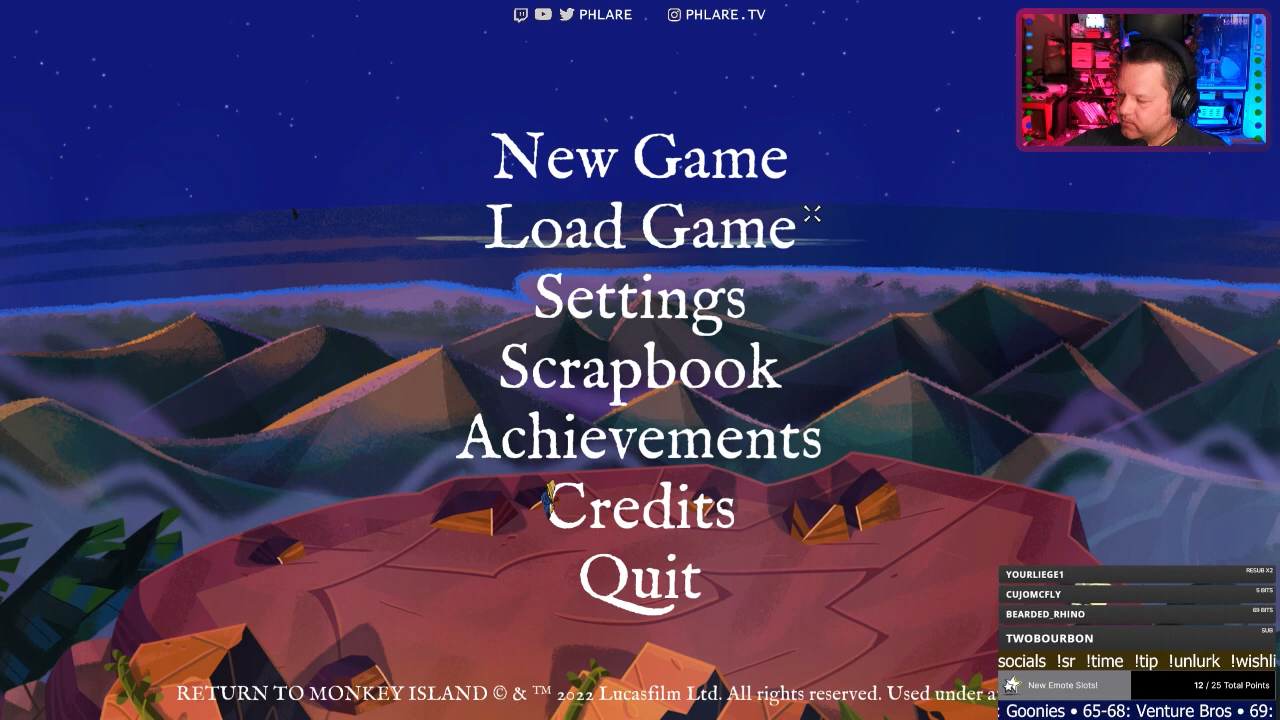 PHLARE PHLARE.TV
New Game
Load Game
Settings
Scrapbook
Achievements
Credits
Quit
RETURN TO MONKEY ISLAND © & ™ 2022 Lucasfilm Ltd. All rights reserved. Used under a
YOURLIEGE1 RESUB X2
CUJOMCFLY 5 BITS
BEARDED_RHINO 69 BITS
TWOBOURBON SUB
socials !sr !time !tip !unlurk !wishli
New Emote Slots! 12 / 25 Total Points
: Goonies • 65-68: Venture Bros • 69: